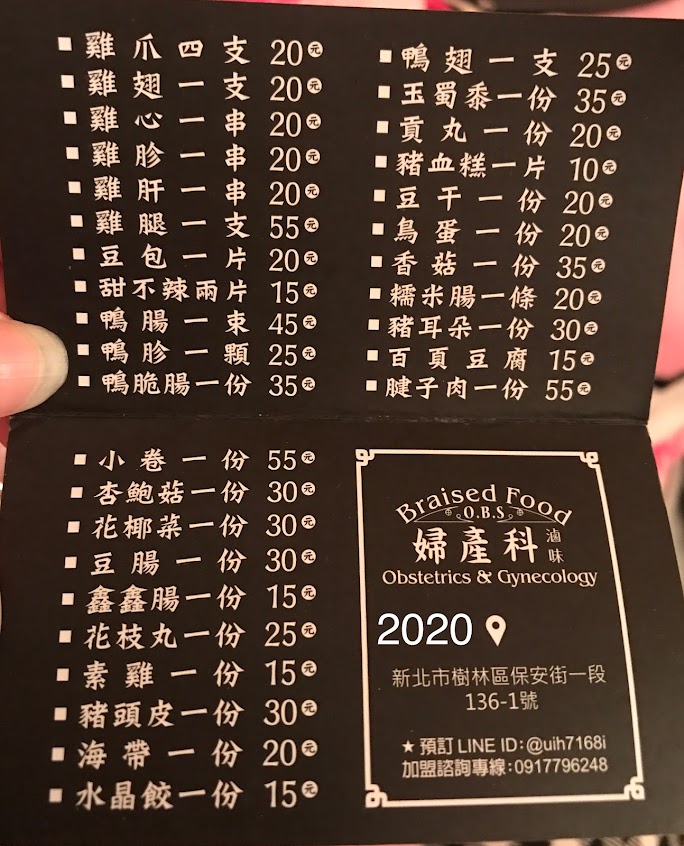 雞爪四支 20元
雞翅一支 20元
雞心一串 20元
雞胗一串 20元
雞肝一串 20元
雞腿一支 55元
豆包一片 20元
甜不辣兩片 15元
鴨腸一束 45元
鴨胗一顆 25元
鴨脆腸一份 35元
鴨翅一支 25元
玉蜀黍一份 35元
貢丸一份 20元
豬血糕一片 10元
豆干一份 20元
鳥蛋一份 20元
香菇一份 35元
糯米腸一條 20元
豬耳朵一份 30元
百頁豆腐 15元
腱子肉一份 55元
小卷一份 55元
杏鮑菇一份 30元
花椰菜一份 30元
豆腸一份 30元
鑫鑫腸一份 15元
花枝丸一份 25元
素雞一份 15元
豬頭皮一份 30元
海帶一份 20元
水晶餃一份 15元
Braised Food
O.B.S
婦產科 滷味
Obstetrics & Gynecology
2020
新北市樹林區保安街一段
136-1號
★預訂 LINE ID:@uih7168i
加盟諮詢專線:0917796248